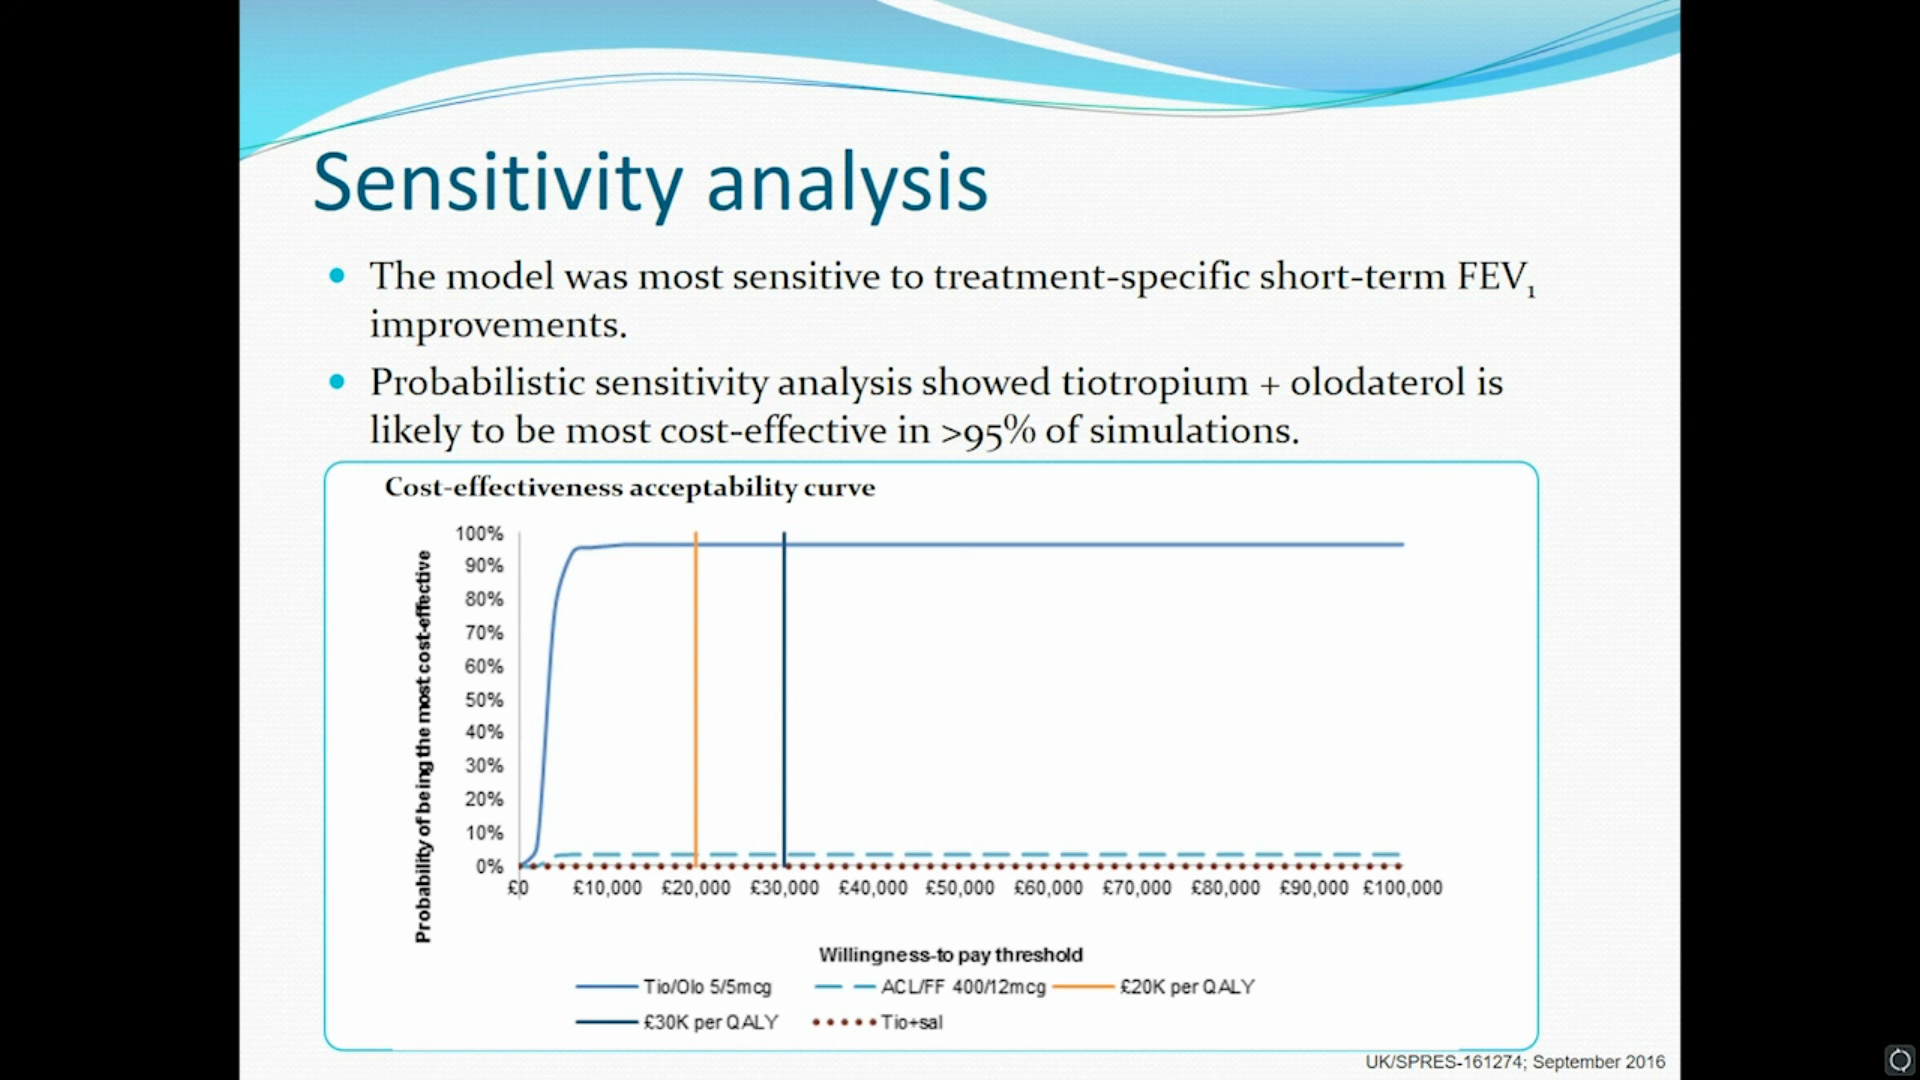 Sensitivity analysis
The model was most sensitive to treatment-specific short-term FEV₁
improvements.
Probabilistic sensitivity analysis showed tiotropium + olodaterol is
likely to be most cost-effective in >95% of simulations.
Cost-effectiveness acceptability curve
Probability of being the most cost-effective
100%
90%
80%
70%
60%
50%
40%
30%
20%
10%
0%
£0 £10,000 £20,000 £30,000 £40,000 £50,000 £60,000 £70,000 £80,000 £90,000 £100,000
Willingness-to pay threshold
Tio/Olo 5/5mcg ACL/FF 400/12mcg £20K per QALY
£30K per QALY Tio+sal
UK/SPRES-161274; September 2016